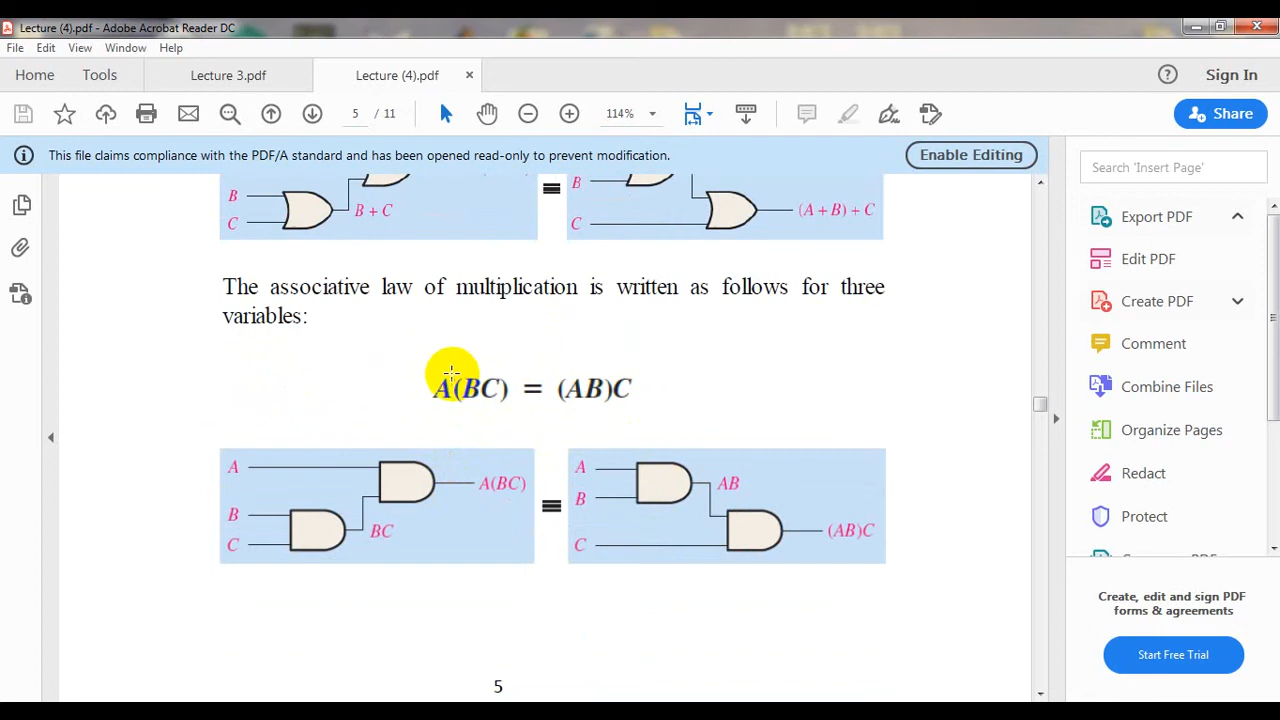 Lecture (4).pdf - Adobe Acrobat Reader DC
File Edit View Window Help
Home Tools Lecture 3.pdf Lecture (4).pdf × Sign In
5 / 11 114% Share
This file claims compliance with the PDF/A standard and has been opened read-only to prevent modification. Enable Editing
Search 'Insert Page'
Export PDF
Edit PDF
Create PDF
Comment
Combine Files
Organize Pages
Redact
Protect
Create, edit and sign PDF
forms & agreements
Start Free Trial
B
C
B + C
≡
B
C
(A + B) + C
The associative law of multiplication is written as follows for three
variables:
A(BC) = (AB)C
A
B
C
BC
A(BC)
≡
A
B
C
AB
(AB)C
5